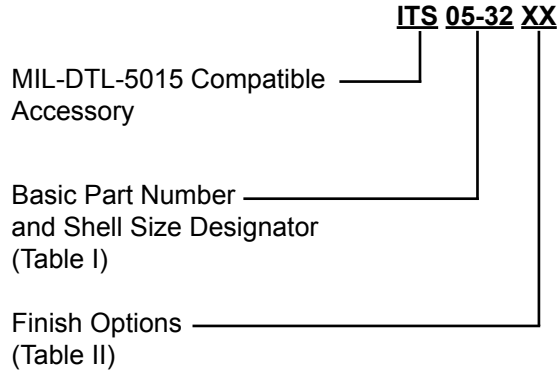 ITS 05-32 XX
MIL-DTL-5015 Compatible
Accessory
Basic Part Number
and Shell Size Designator
(Table I)
Finish Options
(Table II)